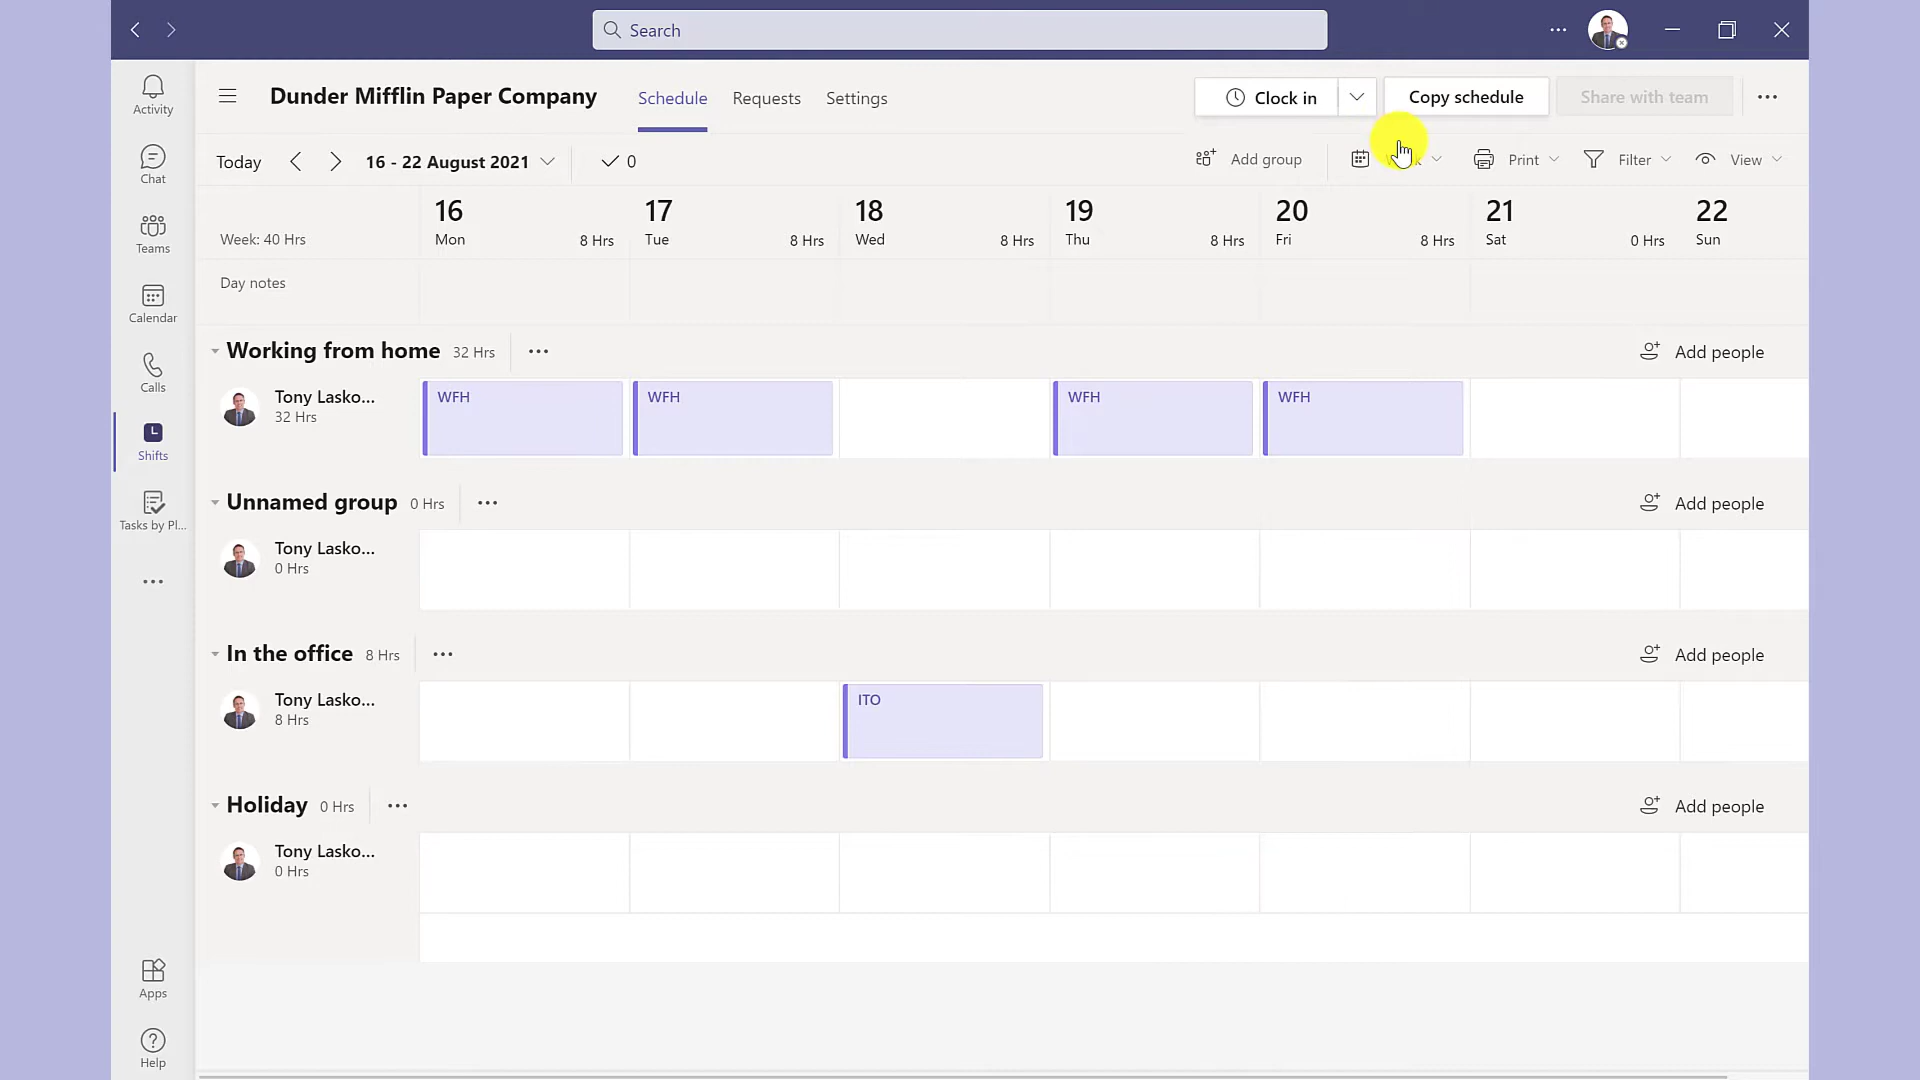 Search
Activity
Chat
Teams
Calendar
Calls
Shifts
Tasks by Pl...
Apps
Help
Dunder Mifflin Paper Company
Schedule Requests Settings
Clock in Copy schedule Share with team
Today 16 - 22 August 2021 0
Add group Print Filter View
Week: 40 Hrs
16 Mon 8 Hrs
17 Tue 8 Hrs
18 Wed 8 Hrs
19 Thu 8 Hrs
20 Fri 8 Hrs
21 Sat 0 Hrs
22 Sun
Day notes
Working from home 32 Hrs Add people
Tony Lasko...
32 Hrs
WFH WFH WFH WFH
Unnamed group 0 Hrs Add people
Tony Lasko...
0 Hrs
In the office 8 Hrs Add people
Tony Lasko...
8 Hrs
ITO
Holiday 0 Hrs Add people
Tony Lasko...
0 Hrs